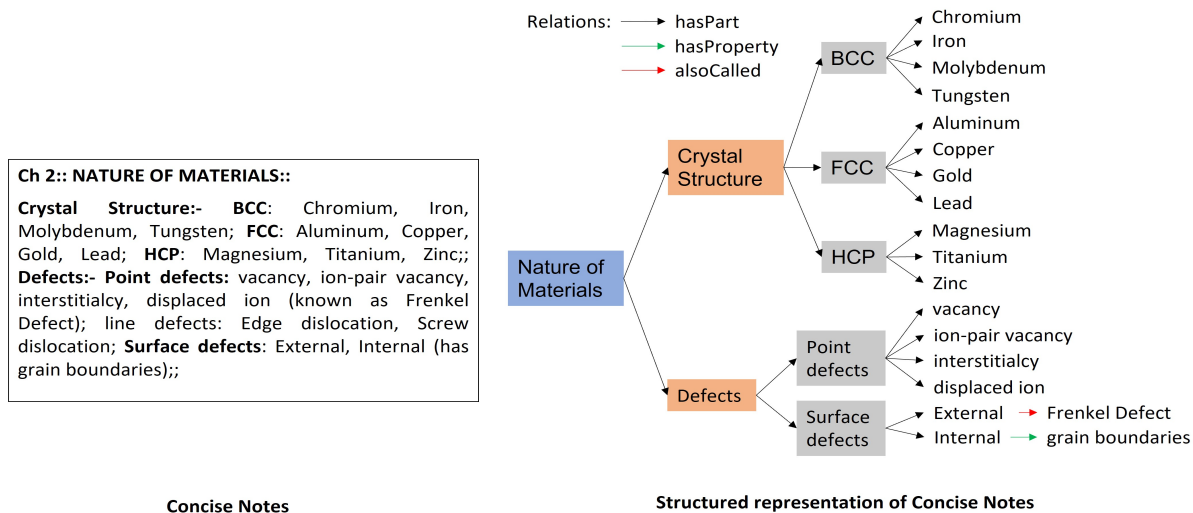 Ch 2:: NATURE OF MATERIALS::
Crystal Structure:- BCC: Chromium, Iron,
Molybdenum, Tungsten; FCC: Aluminum, Copper,
Gold, Lead; HCP: Magnesium, Titanium, Zinc;;
Defects:- Point defects: vacancy, ion-pair vacancy,
interstitialcy, displaced ion (known as Frenkel
Defect); line defects: Edge dislocation, Screw
dislocation; Surface defects: External, Internal (has
grain boundaries);;
Concise Notes
Relations:
hasPart
hasProperty
alsoCalled
Nature of
Materials
Crystal
Structure
BCC
Chromium
Iron
Molybdenum
Tungsten
FCC
Aluminum
Copper
Gold
Lead
HCP
Magnesium
Titanium
Zinc
Defects
Point
defects
vacancy
ion-pair vacancy
interstitialcy
displaced ion
Surface
defects
External
Frenkel Defect
Internal
grain boundaries
Structured representation of Concise Notes